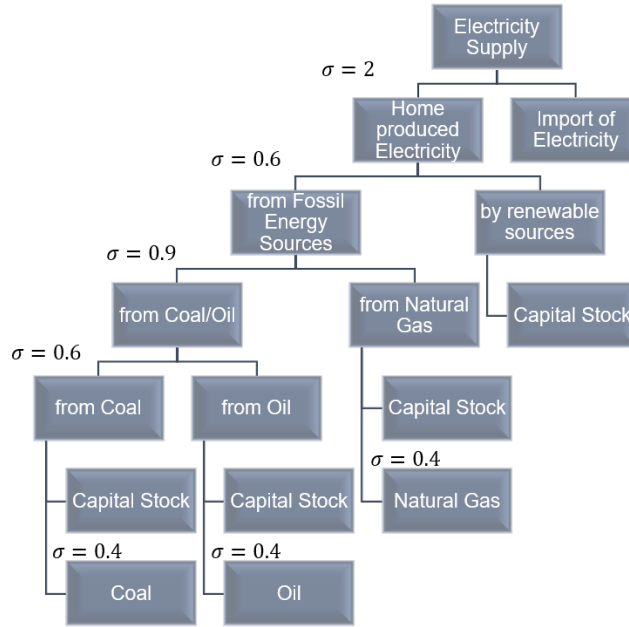 Electricity
Supply
σ = 2
Home
produced
Electricity
Import of
Electricity
σ = 0.6
from Fossil
Energy
Sources
by renewable
sources
σ = 0.9
from Coal/Oil
from Natural
Gas
Capital Stock
σ = 0.6
from Coal
from Oil
Capital Stock
σ = 0.4
Capital Stock
Capital Stock
Natural Gas
σ = 0.4
σ = 0.4
Coal
Oil